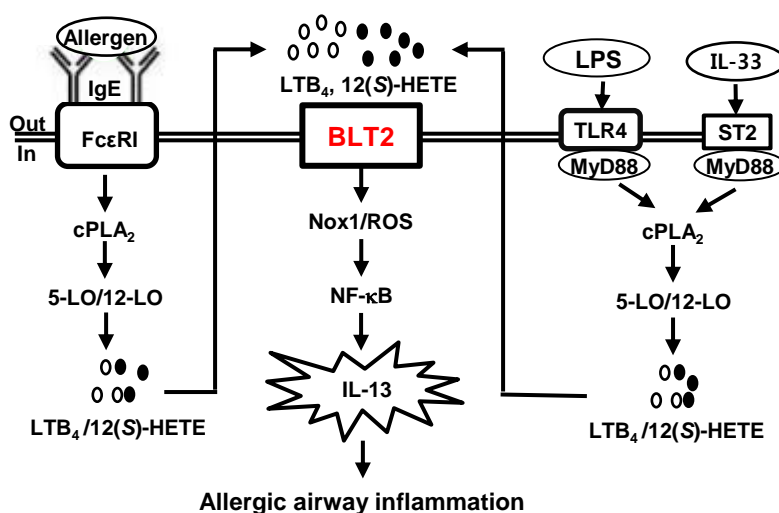 Allergen
IgE
Out
In
FcεRI
cPLA₂
5-LO/12-LO
LTB₄ /12(S)-HETE
LTB₄, 12(S)-HETE
BLT2
Nox1/ROS
NF-κB
IL-13
Allergic airway inflammation
LPS
IL-33
TLR4
ST2
MyD88
MyD88
cPLA₂
5-LO/12-LO
LTB₄ /12(S)-HETE